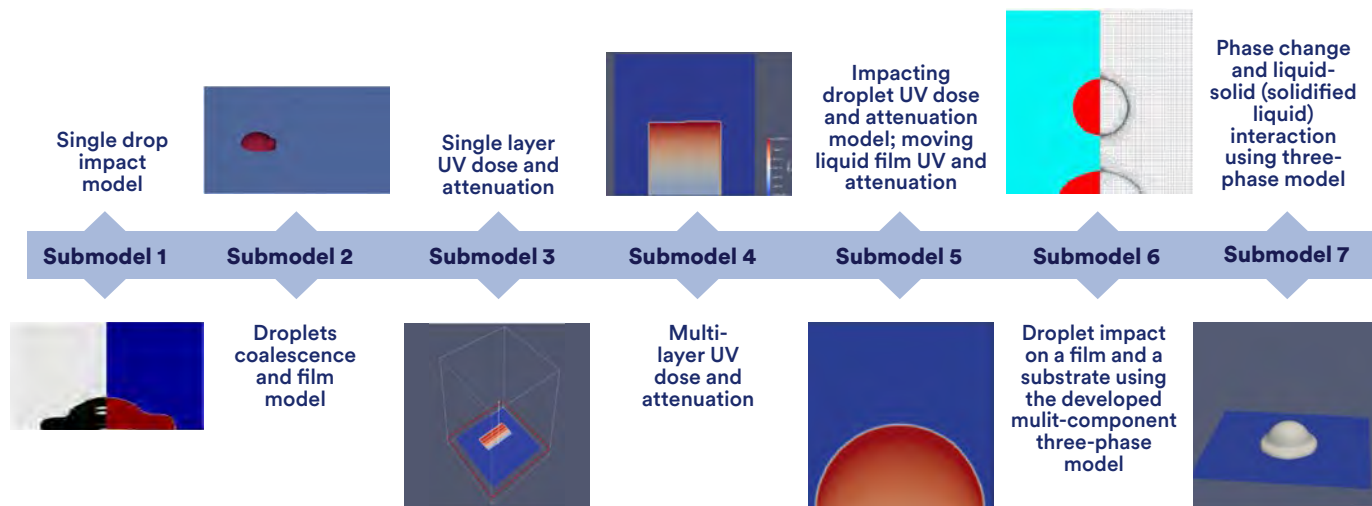 Single drop
impact
model
Single layer
UV dose and
attenuation
Impacting
droplet UV dose
and attenuation
model; moving
liquid film UV and
attenuation
Phase change
and liquid-
solid (solidified
liquid)
interaction
using three-
phase model
Submodel 1
Submodel 2
Submodel 3
Submodel 4
Submodel 5
Submodel 6
Submodel 7
Droplets
coalescence
and film
model
Multi-
layer UV
dose and
attenuation
Droplet impact
on a film and a
substrate using
the developed
mulit-component
three-phase
model